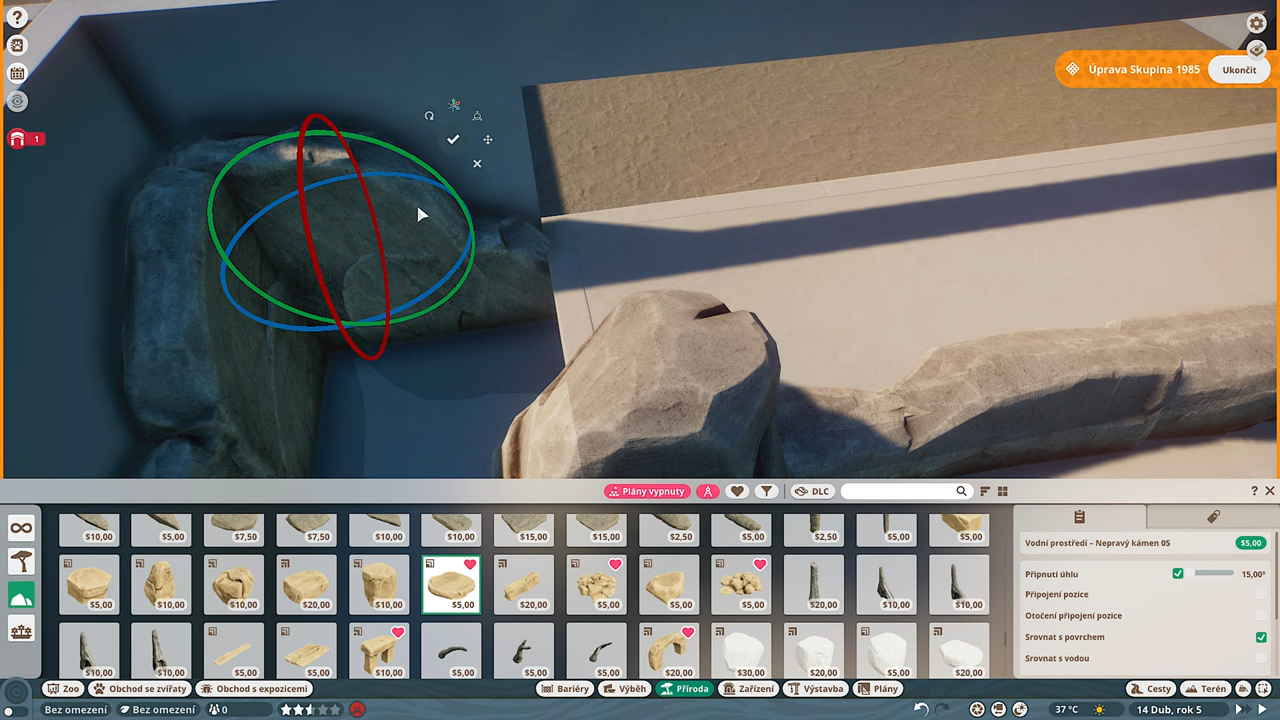 ?
Úprava Skupina 1985
Ukončit
1
Plány vypnuty
DLC
?
$10,00 $5,00 $7,50 $7,50 $10,00 $10,00 $15,00 $15,00 $2,50 $5,00 $2,50 $5,00 $5,00
$5,00 $10,00 $10,00 $20,00 $10,00 $5,00 $20,00 $5,00 $5,00 $5,00 $20,00 $10,00 $10,00
$10,00 $10,00 $5,00 $5,00 $10,00 $5,00 $5,00 $5,00 $20,00 $30,00 $20,00 $5,00 $20,00
Vodní prostředí – Nepravý kámen 05
$5,00
Připnutí úhlu
15,00°
Připojení pozice
Otočení připojení pozice
Srovnat s povrchem
Srovnat s vodou
Zoo
Obchod se zvířaty
Obchod s expozicemi
Bariéry
Výběh
Příroda
Zařízení
Výstavba
Plány
Cesty
Terén
Bez omezení
Bez omezení
0
37 °C
14 Dub, rok 5